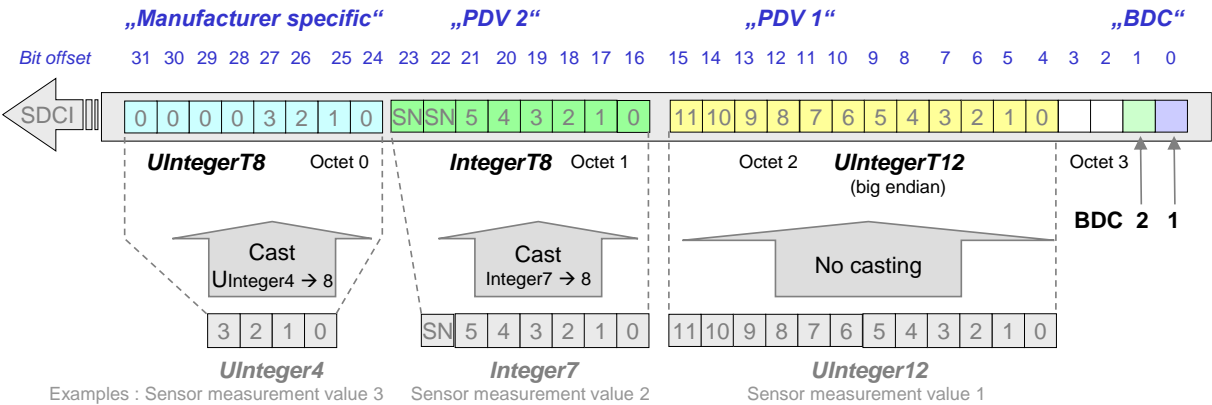 „Manufacturer specific“ „PDV 2“ „PDV 1“ „BDC“
Bit offset 31 30 29 28 27 26 25 24 23 22 21 20 19 18 17 16 15 14 13 12 11 10 9 8 7 6 5 4 3 2 1 0
SDCI 0 0 0 0 3 2 1 0 SN SN 5 4 3 2 1 0 11 10 9 8 7 6 5 4 3 2 1 0
UIntegerT8 Octet 0 IntegerT8 Octet 1 Octet 2 UIntegerT12 Octet 3
(big endian)
BDC 2 1
Cast Cast No casting
UInteger4 → 8 Integer7 → 8
3 2 1 0 SN 5 4 3 2 1 0 11 10 9 8 7 6 5 4 3 2 1 0
UInteger4 Integer7 UInteger12
Examples : Sensor measurement value 3 Sensor measurement value 2 Sensor measurement value 1